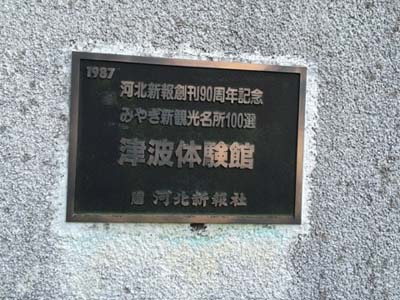 1987
河北新報創刊90周年記念
みやぎ新観光名所100選
津波体験館
贈 河北新報社